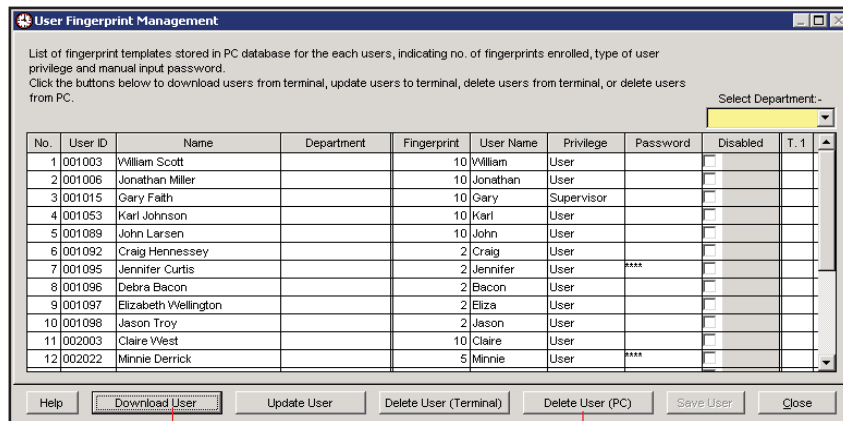 User Fingerprint Management
List of fingerprint templates stored in PC database for the each users, indicating no. of fingerprints enrolled, type of user
privilege and manual input password.
Click the buttons below to download users from terminal, update users to terminal, delete users from terminal, or delete users
from PC.
Select Department:-
No. User ID Name Department Fingerprint User Name Privilege Password Disabled T. 1
1 001003 William Scott 10 William User
2 001006 Jonathan Miller 10 Jonathan User
3 001015 Gary Faith 10 Gary Supervisor
4 001053 Karl Johnson 10 Karl User
5 001089 John Larsen 10 John User
6 001092 Craig Hennessey 2 Craig User
7 001095 Jennifer Curtis 2 Jennifer User ****
8 001096 Debra Bacon 2 Bacon User
9 001097 Elizabeth Wellington 2 Eliza User
10 001098 Jason Troy 2 Jason User
11 002003 Claire West 10 Claire User
12 002022 Minnie Derrick 5 Minnie User ****
Help Download User Update User Delete User (Terminal) Delete User (PC) Save User Close